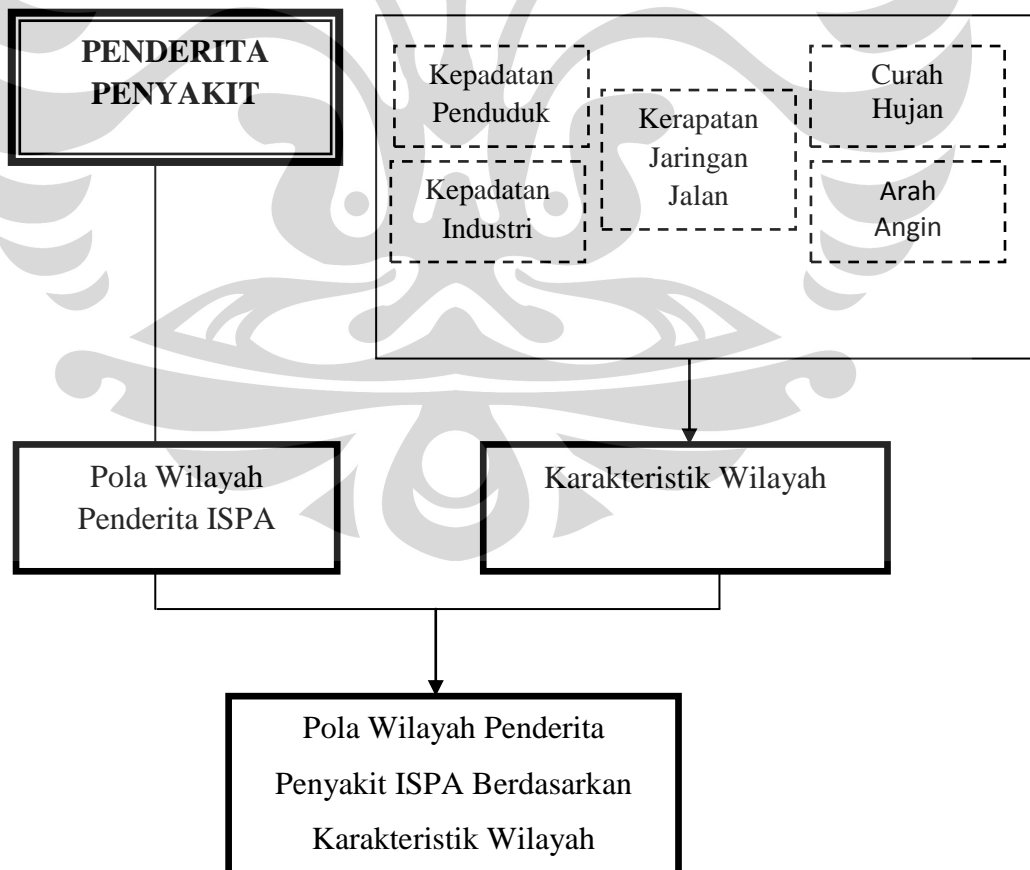 PENDERITA
PENYAKIT
Kepadatan
Penduduk
Kepadatan
Industri
Kerapatan
Jaringan
Jalan
Curah
Hujan
Arah
Angin
Pola Wilayah
Penderita ISPA
Karakteristik Wilayah
Pola Wilayah Penderita
Penyakit ISPA Berdasarkan
Karakteristik Wilayah